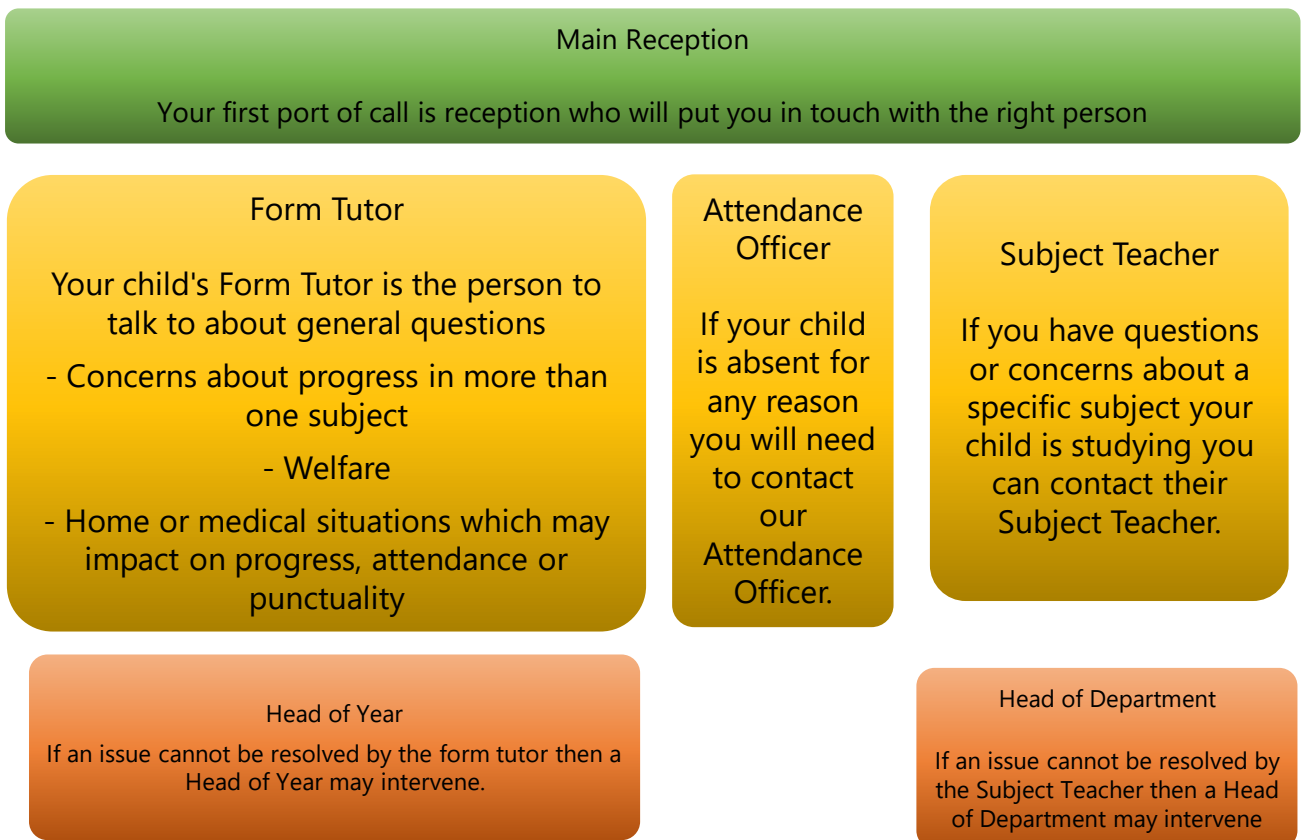 Main Reception
Your first port of call is reception who will put you in touch with the right person
Form Tutor
Your child's Form Tutor is the person to
talk to about general questions
- Concerns about progress in more than
one subject
- Welfare
- Home or medical situations which may
impact on progress, attendance or
punctuality
Attendance
Officer
If your child
is absent for
any reason
you will need
to contact
our
Attendance
Officer.
Subject Teacher
If you have questions
or concerns about a
specific subject your
child is studying you
can contact their
Subject Teacher.
Head of Year
If an issue cannot be resolved by the form tutor then a
Head of Year may intervene.
Head of Department
If an issue cannot be resolved by
the Subject Teacher then a Head
of Department may intervene